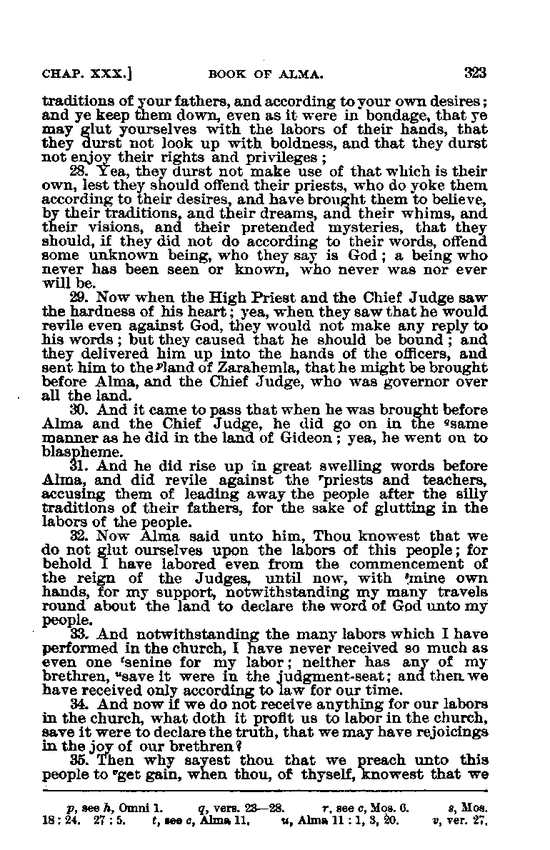 CHAP. XXX.] BOOK OF ALMA. 323
traditions of your fathers, and according to your own desires;
and ye keep them down, even as it were in bondage, that ye
may glut yourselves with the labors of their hands, that
they durst not look up with boldness, and that they durst
not enjoy their rights and privileges;
28. Yea, they durst not make use of that which is their
own, lest they should offend their priests, who do yoke them
according to their desires, and have brought them to believe,
by their traditions, and their dreams, and their whims, and
their visions, and their pretended mysteries, that they
should, if they did not do according to their words, offend
some unknown being, who they say is God; a being who
never has been seen or known, who never was nor ever
will be.
29. Now when the High Priest and the Chief Judge saw
the hardness of his heart; yea, when they saw that he would
revile even against God, they would not make any reply to
his words; but they caused that he should be bound; and
they delivered him up into the hands of the officers, and
sent him to the ᵖland of Zarahemla, that he might be brought
before Alma, and the Chief Judge, who was governor over
all the land.
30. And it came to pass that when he was brought before
Alma and the Chief Judge, he did go on in the qsame
manner as he did in the land of Gideon; yea, he went on to
blaspheme.
31. And he did rise up in great swelling words before
Alma, and did revile against the ʳpriests and teachers,
accusing them of leading away the people after the silly
traditions of their fathers, for the sake of glutting in the
labors of the people.
32. Now Alma said unto him, Thou knowest that we
do not glut ourselves upon the labors of this people; for
behold I have labored even from the commencement of
the reign of the Judges, until now, with ˢmine own
hands, for my support, notwithstanding my many travels
round about the land to declare the word of God unto my
people.
33. And notwithstanding the many labors which I have
performed in the church, I have never received so much as
even one ᵗsenine for my labor; neither has any of my
brethren, ᵘsave it were in the judgment-seat; and then we
have received only according to law for our time.
34. And now if we do not receive anything for our labors
in the church, what doth it profit us to labor in the church,
save it were to declare the truth, that we may have rejoicings
in the joy of our brethren?
35. Then why sayest thou that we preach unto this
people to ᵛget gain, when thou, of thyself, knowest that we
p, see h, Omni 1. q, vers. 23—28. r, see c, Mos. 6. s, Mos.
18:24. 27:5. t, see c, Alma 11. u, Alma 11:1, 3, 20. v, ver. 27.